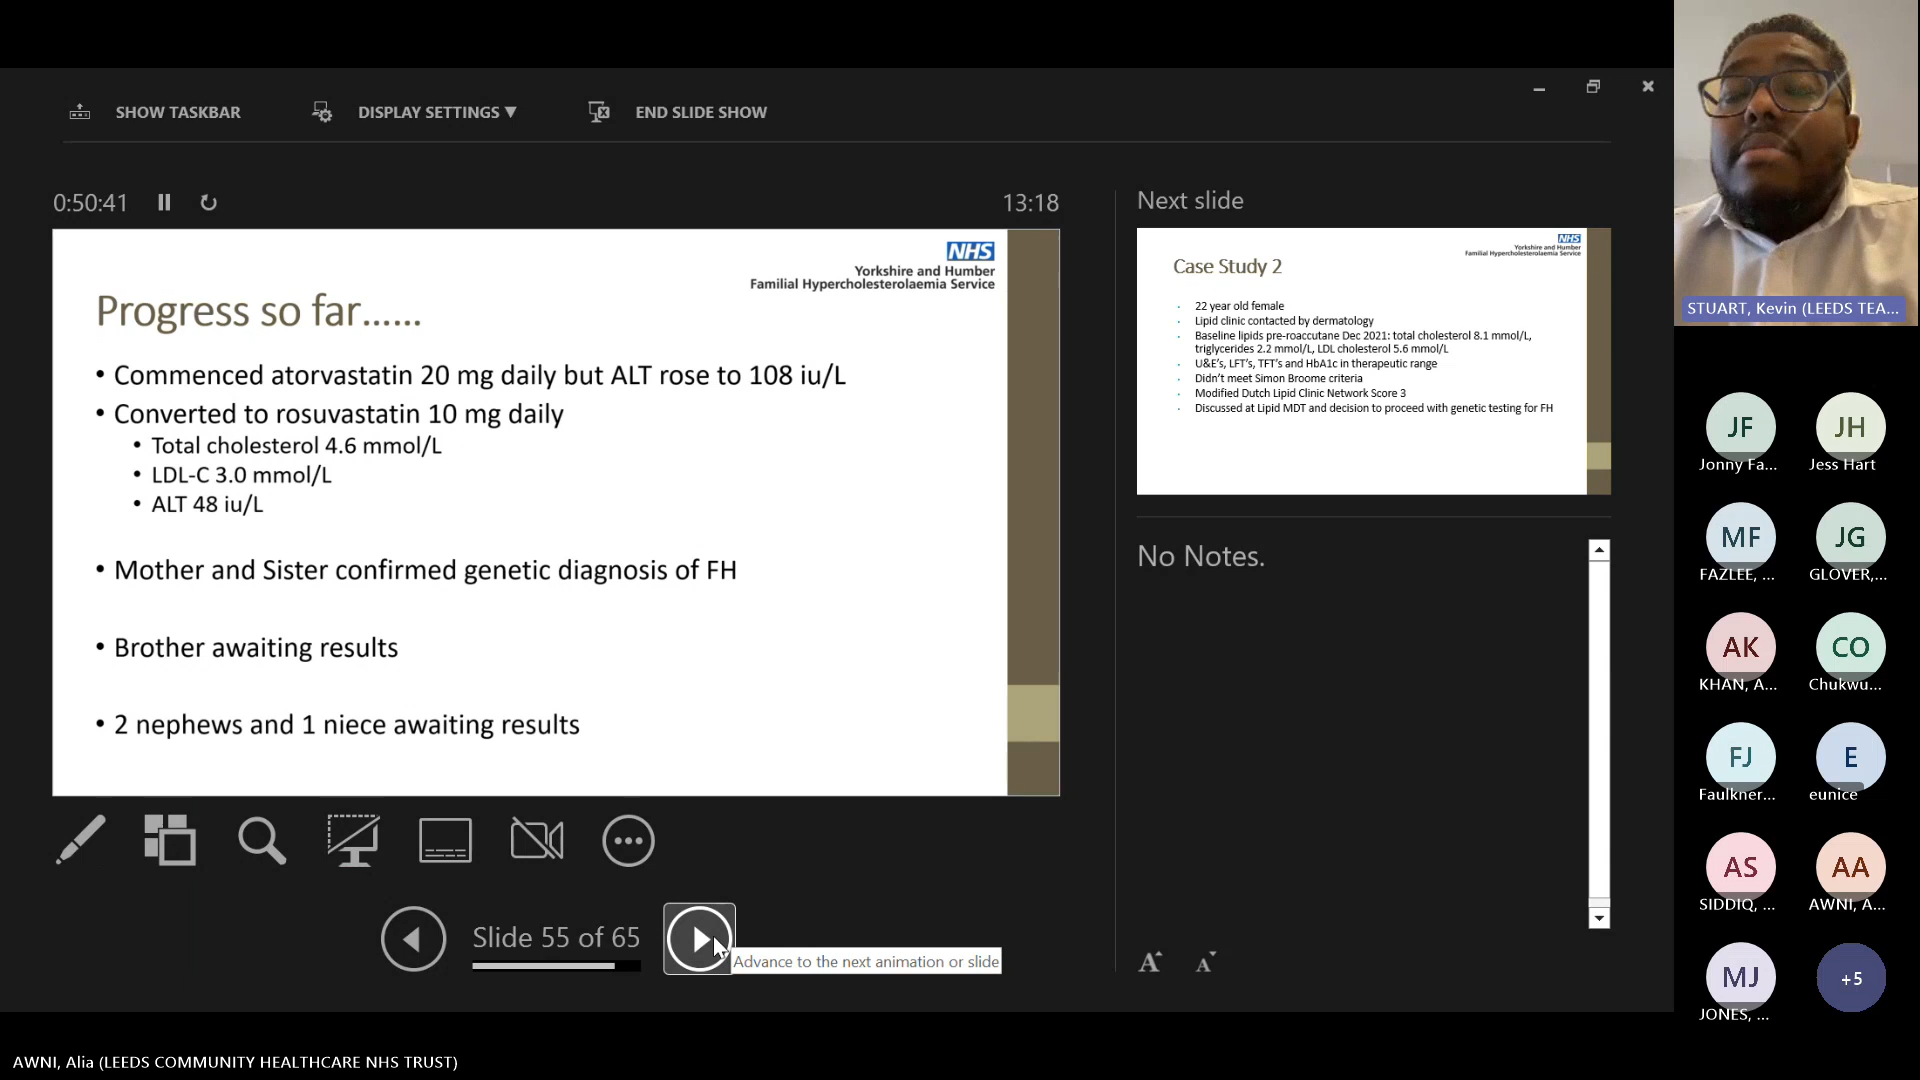 SHOW TASKBAR
DISPLAY SETTINGS ▼
END SLIDE SHOW
0:50:41
13:18
NHS
Yorkshire and Humber
Familial Hypercholesterolaemia Service
Progress so far……
• Commenced atorvastatin 20 mg daily but ALT rose to 108 iu/L
• Converted to rosuvastatin 10 mg daily
• Total cholesterol 4.6 mmol/L
• LDL-C 3.0 mmol/L
• ALT 48 iu/L
• Mother and Sister confirmed genetic diagnosis of FH
• Brother awaiting results
• 2 nephews and 1 niece awaiting results
Slide 55 of 65
Advance to the next animation or slide
Next slide
NHS
Yorkshire and Humber
Familial Hypercholesterolaemia Service
Case Study 2
• 22 year old female
• Lipid clinic contacted by dermatology
• Baseline lipids pre-roaccutane Dec 2021: total cholesterol 8.1 mmol/L,
triglycerides 2.2 mmol/L, LDL cholesterol 5.6 mmol/L
• U&E's, LFT's, TFT's and HbA1c in therapeutic range
• Didn't meet Simon Broome criteria
• Modified Dutch Lipid Clinic Network Score 3
• Discussed at Lipid MDT and decision to proceed with genetic testing for FH
No Notes.
A A
STUART, Kevin (LEEDS TEA...
JF
Jonny Fa...
JH
Jess Hart
MF
FAZLEE, ...
JG
GLOVER,...
AK
KHAN, A...
CO
Chukwu...
FJ
Faulkner...
E
eunice
AS
SIDDIQ, ...
AA
AWNI, A...
MJ
JONES, ...
+5
AWNI, Alia (LEEDS COMMUNITY HEALTHCARE NHS TRUST)